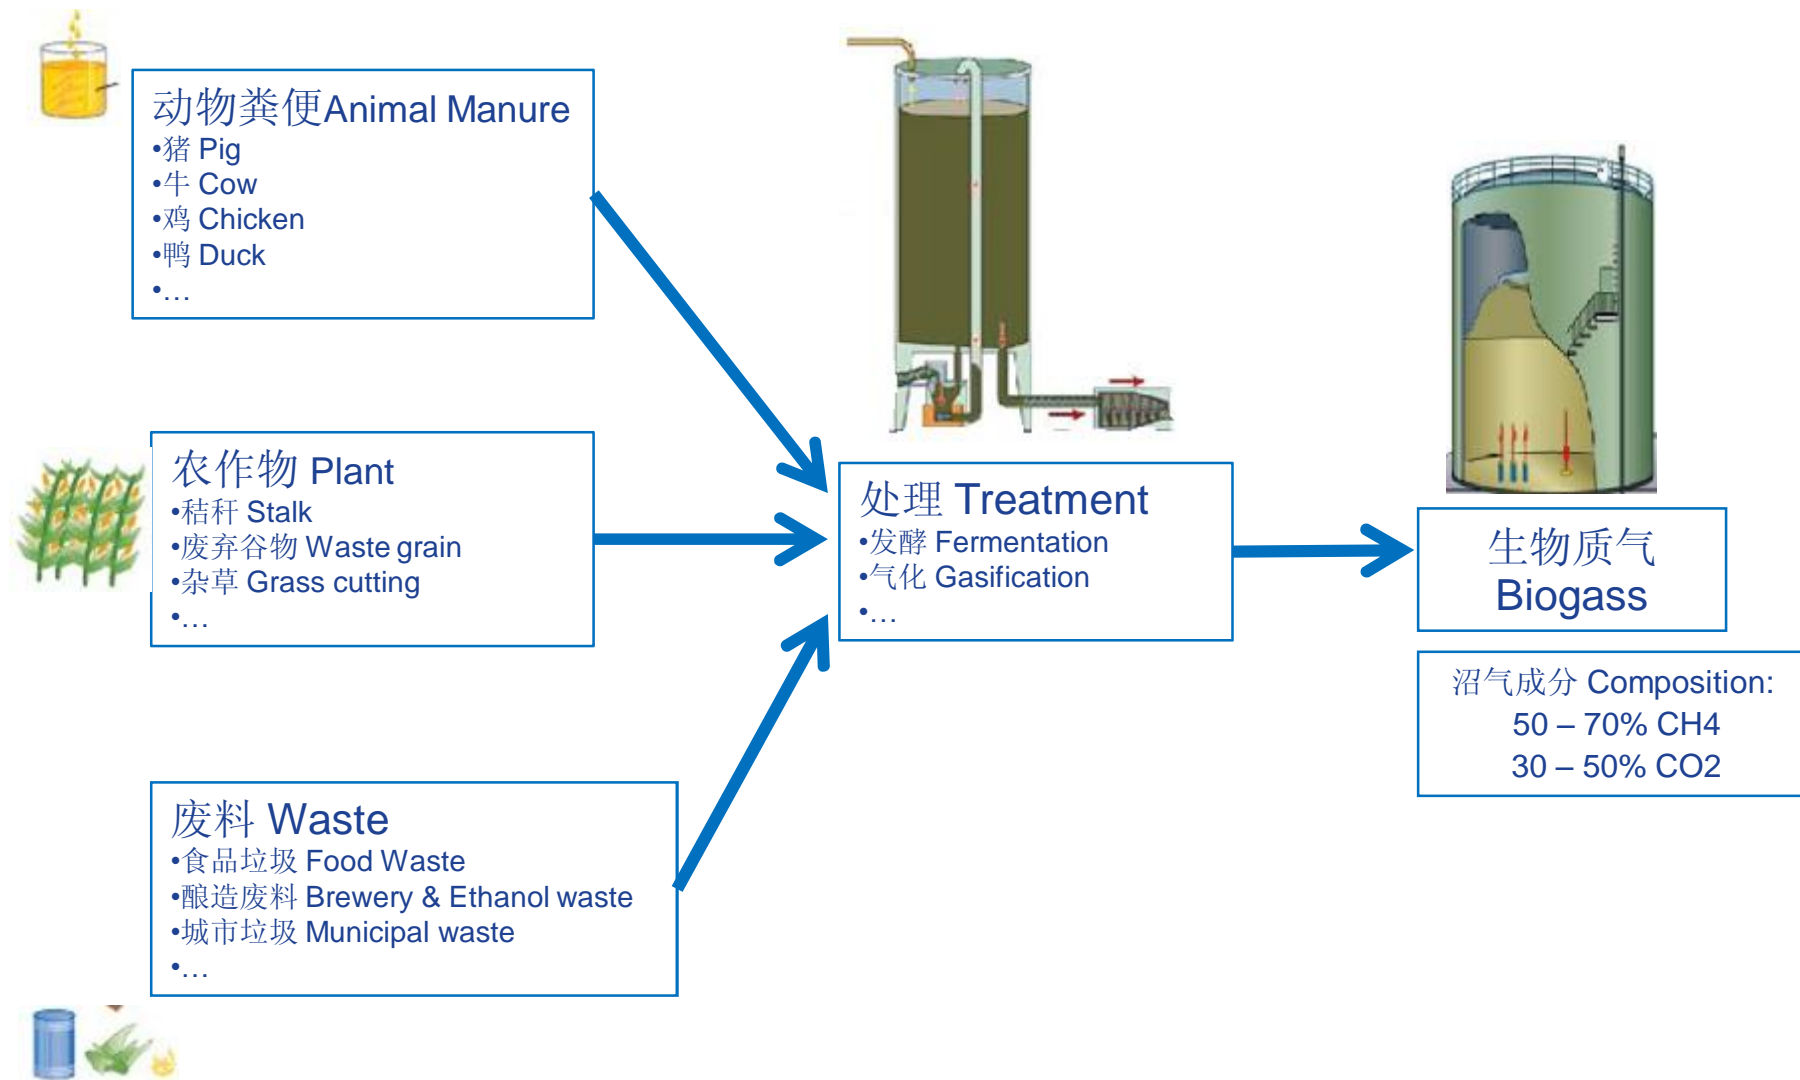 动物粪便Animal Manure
•猪 Pig
•牛 Cow
•鸡 Chicken
•鸭 Duck
•…
农作物 Plant
•秸秆 Stalk
•废弃谷物 Waste grain
•杂草 Grass cutting
•…
废料 Waste
•食品垃圾 Food Waste
•酿造废料 Brewery & Ethanol waste
•城市垃圾 Municipal waste
•…
处理 Treatment
•发酵 Fermentation
•气化 Gasification
•…
生物质气
Biogass
沼气成分 Composition:
50 – 70% CH4
30 – 50% CO2